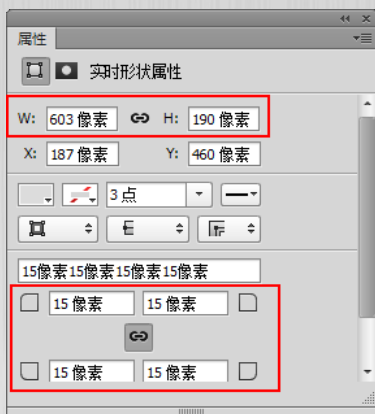 属性
实时形状属性
W: 603 像素 H: 190 像素
X: 187 像素 Y: 460 像素
3 点
15像素15像素15像素15像素
15 像素 15 像素
15 像素 15 像素